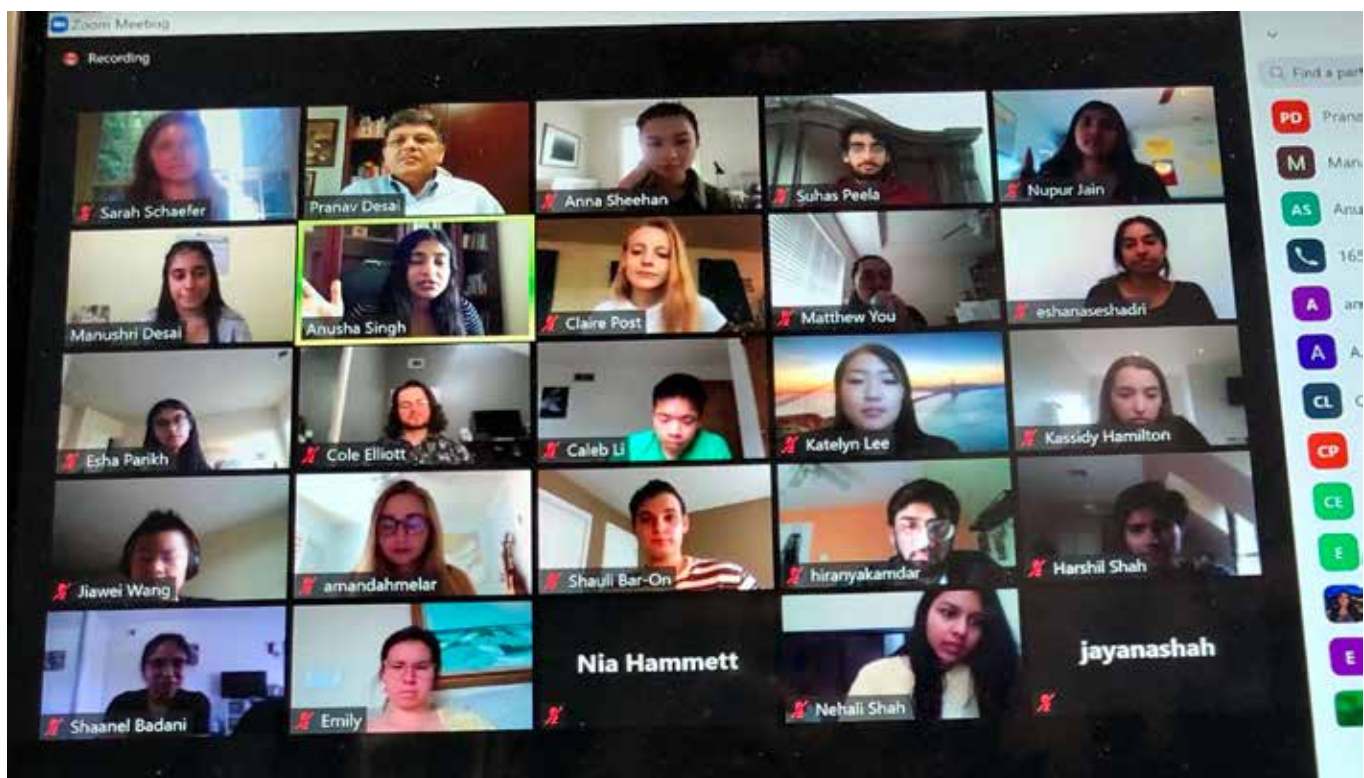 Zoom Meeting
Recording
Sarah Schaefer
Pranav Desai
Anna Sheehan
Suhas Peela
Nupur Jain
Manushri Desai
Anusha Singh
Claire Post
Matthew You
eshanaseshadri
Esha Parikh
Cole Elliott
Caleb Li
Katelyn Lee
Kassidy Hamilton
Jiawei Wang
amandahmelar
Shauli Bar-On
hiranyakamdar
Harshil Shah
Shaanel Badani
Emily
Nia Hammett
Nehali Shah
jayanashah
Find a
PD
M
AS
165
A
A
CL
CP
CE
E
E